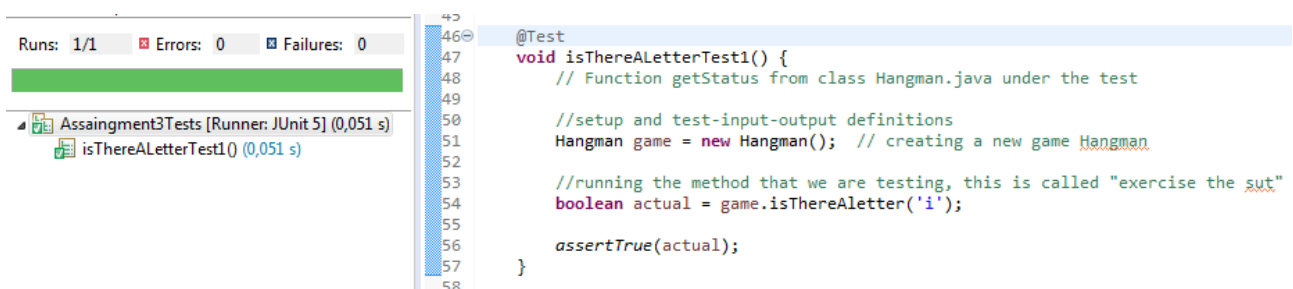 Runs: 1/1 Errors: 0 Failures: 0
Assaingment3Tests [Runner: JUnit 5] (0,051 s)
isThereALetterTest1() (0,051 s)
45
46 @Test
47 void isThereALetterTest1() {
48 // Function getStatus from class Hangman.java under the test
49
50 //setup and test-input-output definitions
51 Hangman game = new Hangman(); // creating a new game Hangman
52
53 //running the method that we are testing, this is called "exercise the sut"
54 boolean actual = game.isThereAletter('i');
55
56 assertTrue(actual);
57 }
58